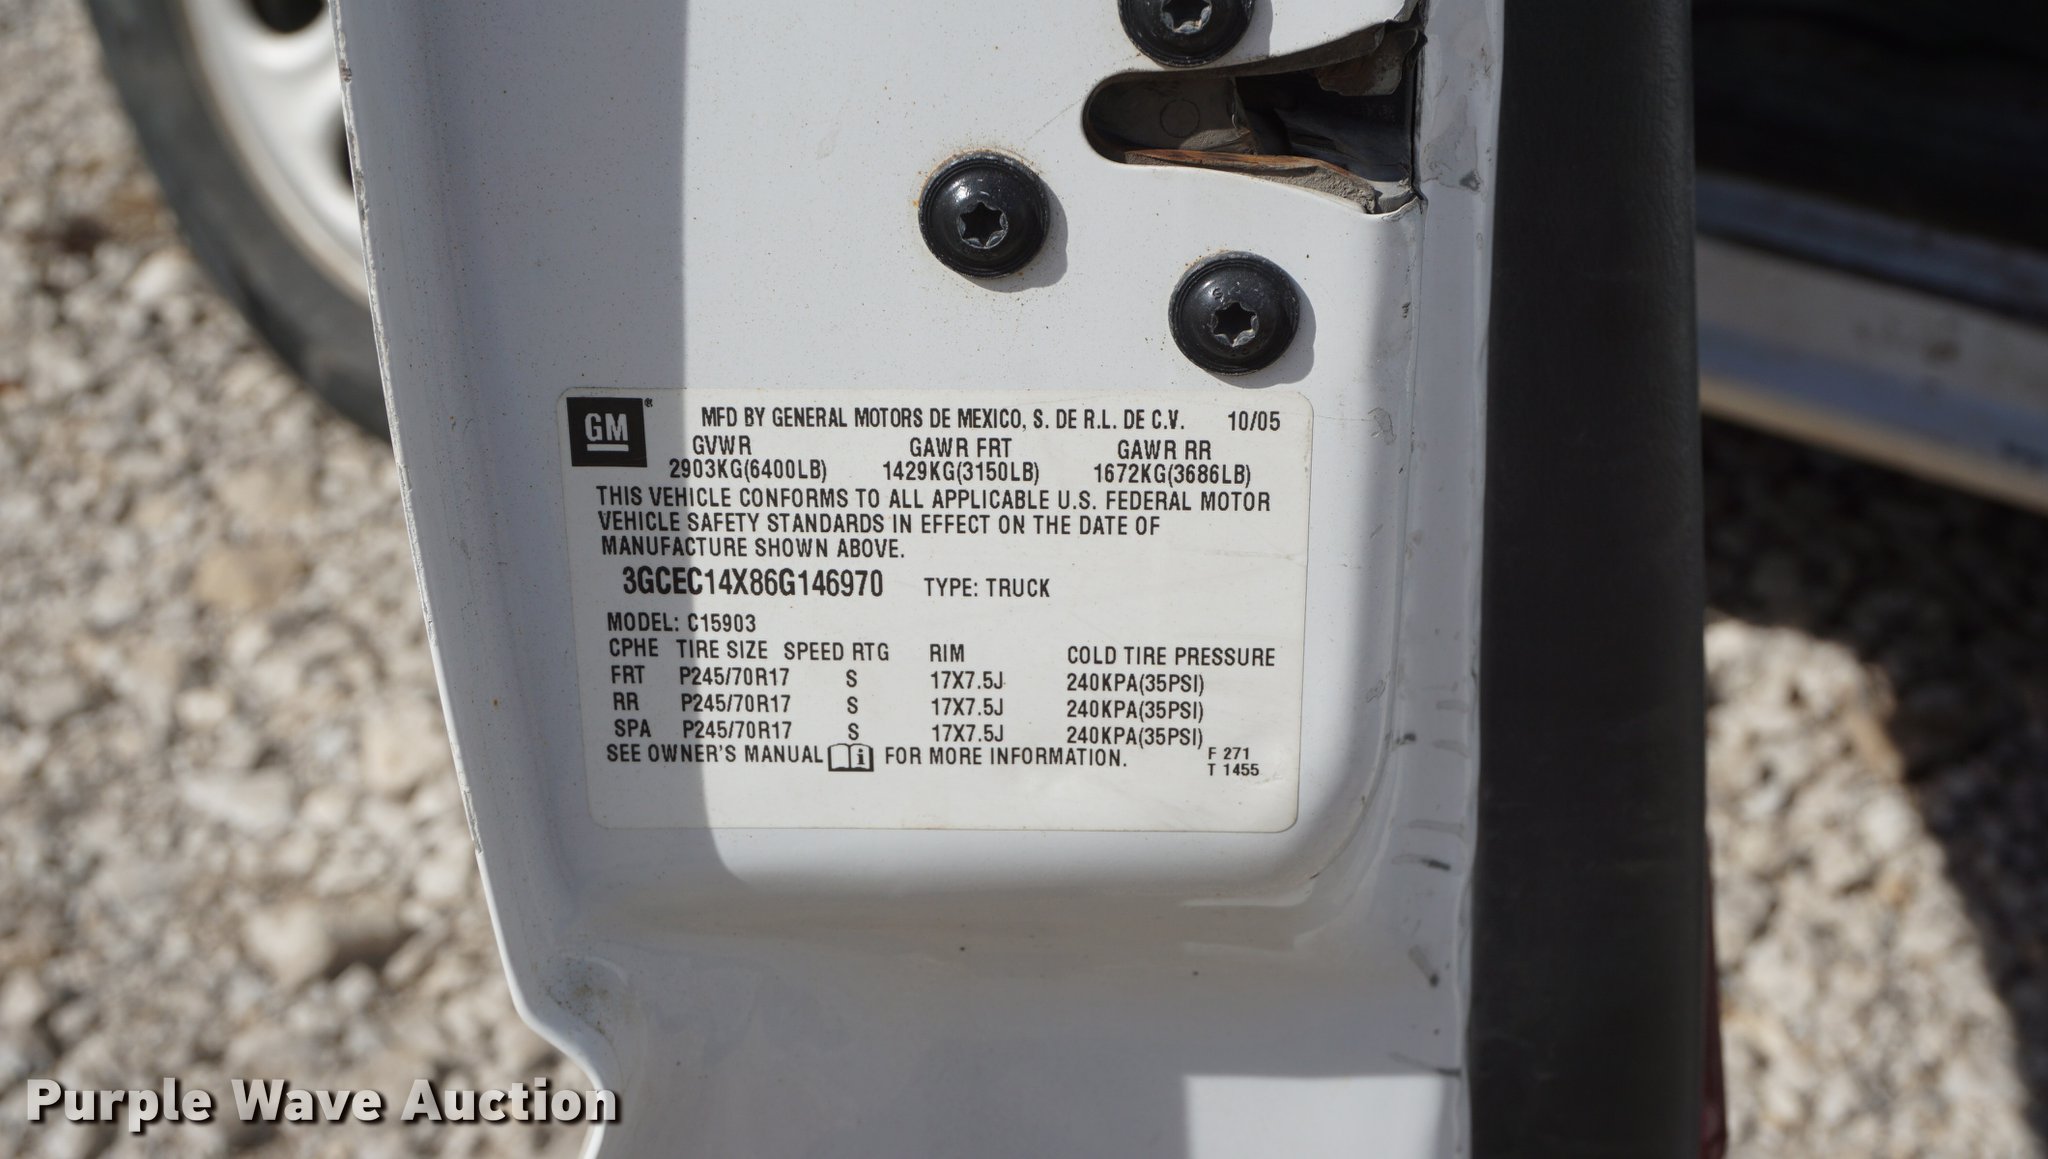 GM ® MFD BY GENERAL MOTORS DE MEXICO, S. DE R.L. DE C.V. 10/05
GVWR GAWR FRT GAWR RR
2903KG(6400LB) 1429KG(3150LB) 1672KG(3686LB)
THIS VEHICLE CONFORMS TO ALL APPLICABLE U.S. FEDERAL MOTOR
VEHICLE SAFETY STANDARDS IN EFFECT ON THE DATE OF
MANUFACTURE SHOWN ABOVE.
3GCEC14X86G146970 TYPE: TRUCK
MODEL: C15903
CPHE TIRE SIZE SPEED RTG RIM COLD TIRE PRESSURE
FRT P245/70R17 S 17X7.5J 240KPA(35PSI)
RR P245/70R17 S 17X7.5J 240KPA(35PSI)
SPA P245/70R17 S 17X7.5J 240KPA(35PSI)
SEE OWNER'S MANUAL FOR MORE INFORMATION. F 271
T 1455
Purple Wave Auction